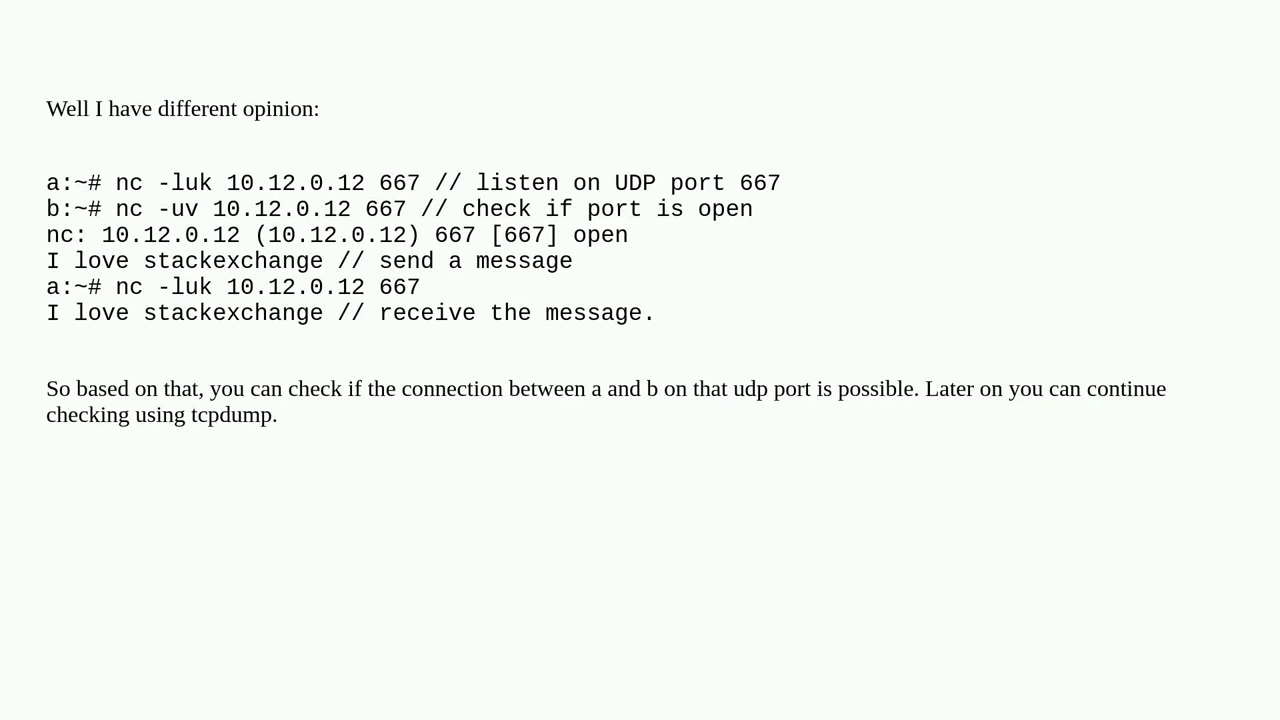 Well I have different opinion:
a:~# nc -luk 10.12.0.12 667 // listen on UDP port 667
b:~# nc -uv 10.12.0.12 667 // check if port is open
nc: 10.12.0.12 (10.12.0.12) 667 [667] open
I love stackexchange // send a message
a:~# nc -luk 10.12.0.12 667
I love stackexchange // receive the message.
So based on that, you can check if the connection between a and b on that udp port is possible. Later on you can continue
checking using tcpdump.